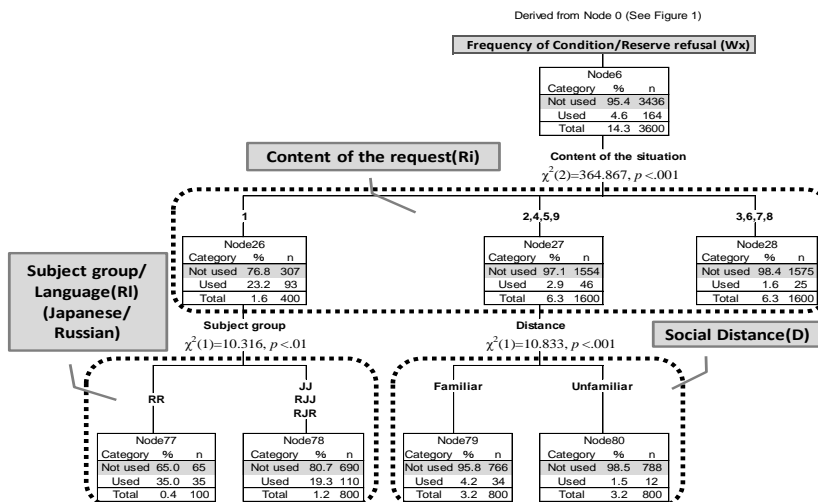 Derived from Node 0 (See Figure 1)
Frequency of Condition/Reserve refusal (Wx)
Node6
Category % n
Not used 95.4 3436
Used 4.6 164
Total 14.3 3600
Content of the request(Ri)
Content of the situation
χ²(2)=364.867, p <.001
1
2,4,5,9
3,6,7,8
Node26
Category % n
Not used 76.8 307
Used 23.2 93
Total 1.6 400
Node27
Category % n
Not used 97.1 1554
Used 2.9 46
Total 6.3 1600
Node28
Category % n
Not used 98.4 1575
Used 1.6 25
Total 6.3 1600
Subject group/
Language(Rl)
(Japanese/
Russian)
Subject group
χ²(1)=10.316, p <.01
Distance
χ²(1)=10.833, p <.001
Social Distance(D)
RR
JJ
RJJ
RJR
Familiar
Unfamiliar
Node77
Category % n
Not used 65.0 65
Used 35.0 35
Total 0.4 100
Node78
Category % n
Not used 80.7 690
Used 19.3 110
Total 1.2 800
Node79
Category % n
Not used 95.8 766
Used 4.2 34
Total 3.2 800
Node80
Category % n
Not used 98.5 788
Used 1.5 12
Total 3.2 800